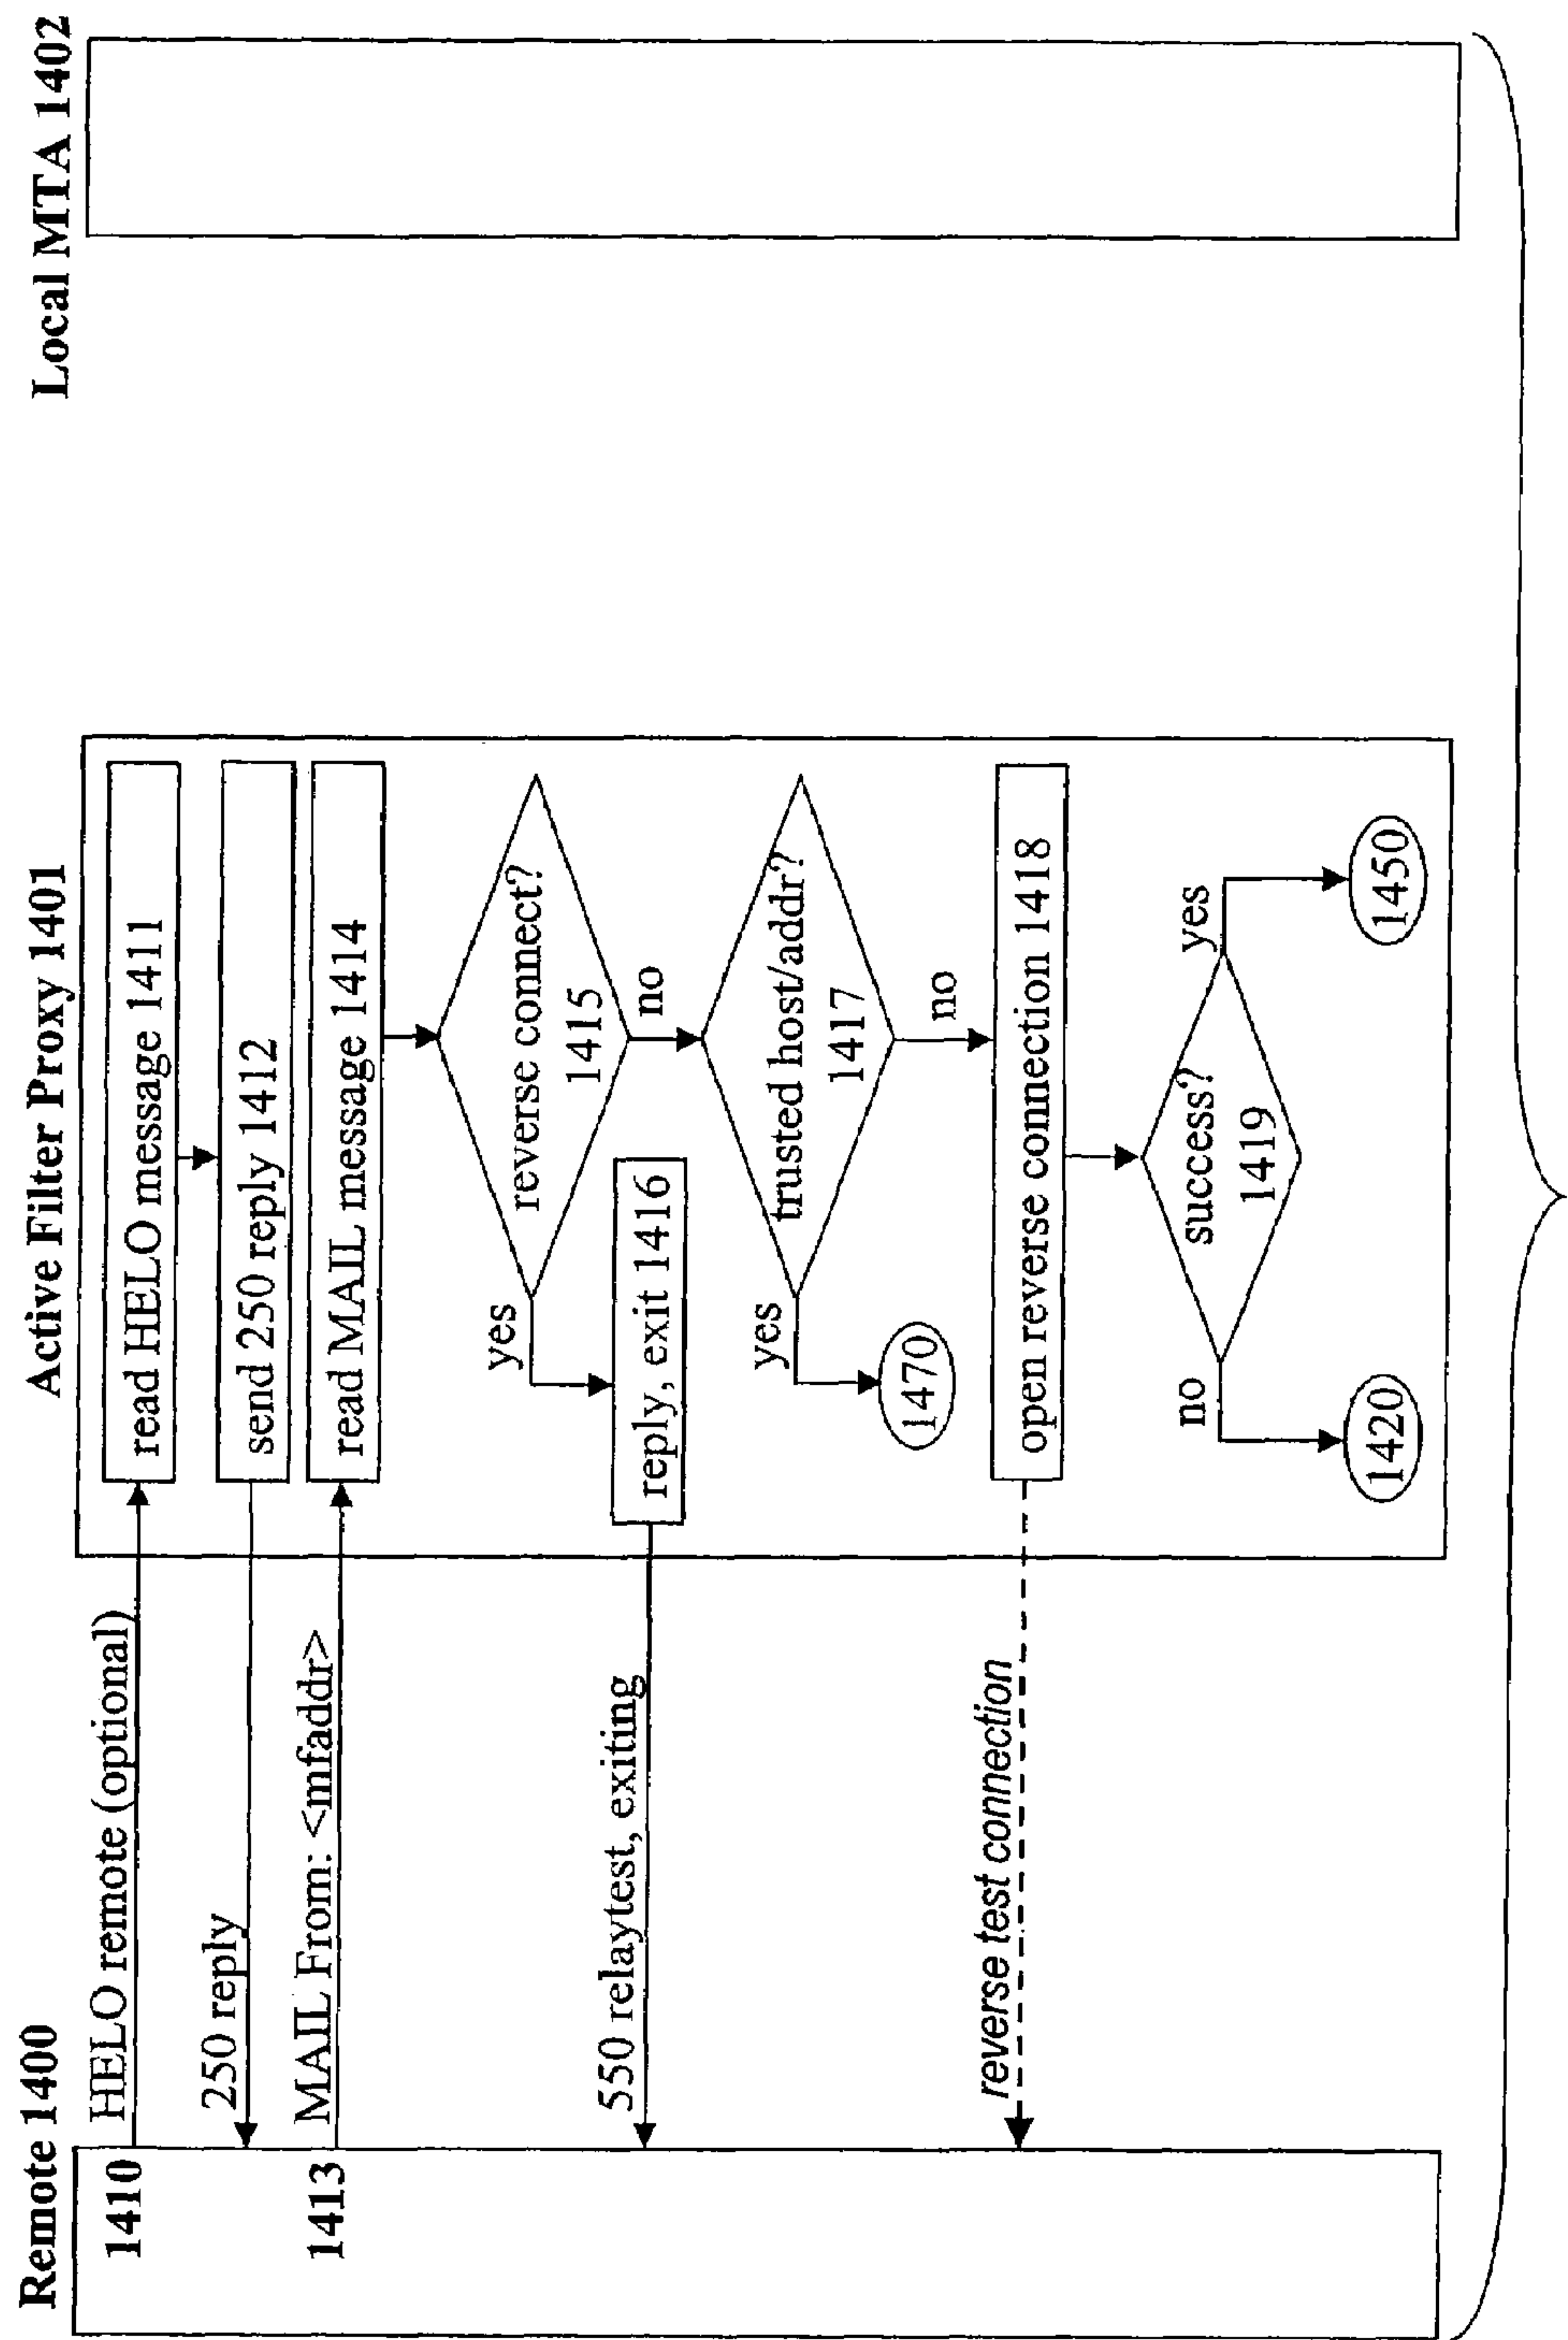 Remote 1400
Active Filter Proxy 1401
Local MTA 1402
1410
HELO remote (optional)
read HELO message 1411
250 reply
send 250 reply 1412
1413
MAIL From: <mfaddr>
read MAIL message 1414
reverse connect?
1415
yes
no
550 relaytest, exiting
reply, exit 1416
trusted host/addr?
1417
yes
no
1470
reverse test connection
open reverse connection 1418
success?
1419
no
yes
1420
1450